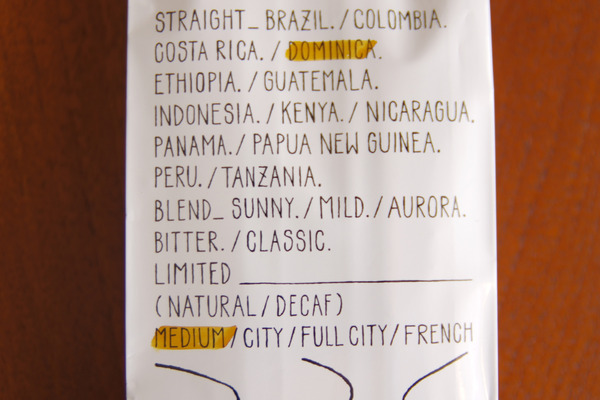 STRAIGHT_ BRAZIL. / COLOMBIA.
COSTA RICA. / DOMINICA.
ETHIOPIA. / GUATEMALA.
INDONESIA. / KENYA. / NICARAGUA.
PANAMA. / PAPUA NEW GUINEA.
PERU. / TANZANIA.
BLEND_ SUNNY. / MILD. / AURORA.
BITTER. / CLASSIC.
LIMITED
(NATURAL / DECAF)
MEDIUM / CITY / FULL CITY / FRENCH